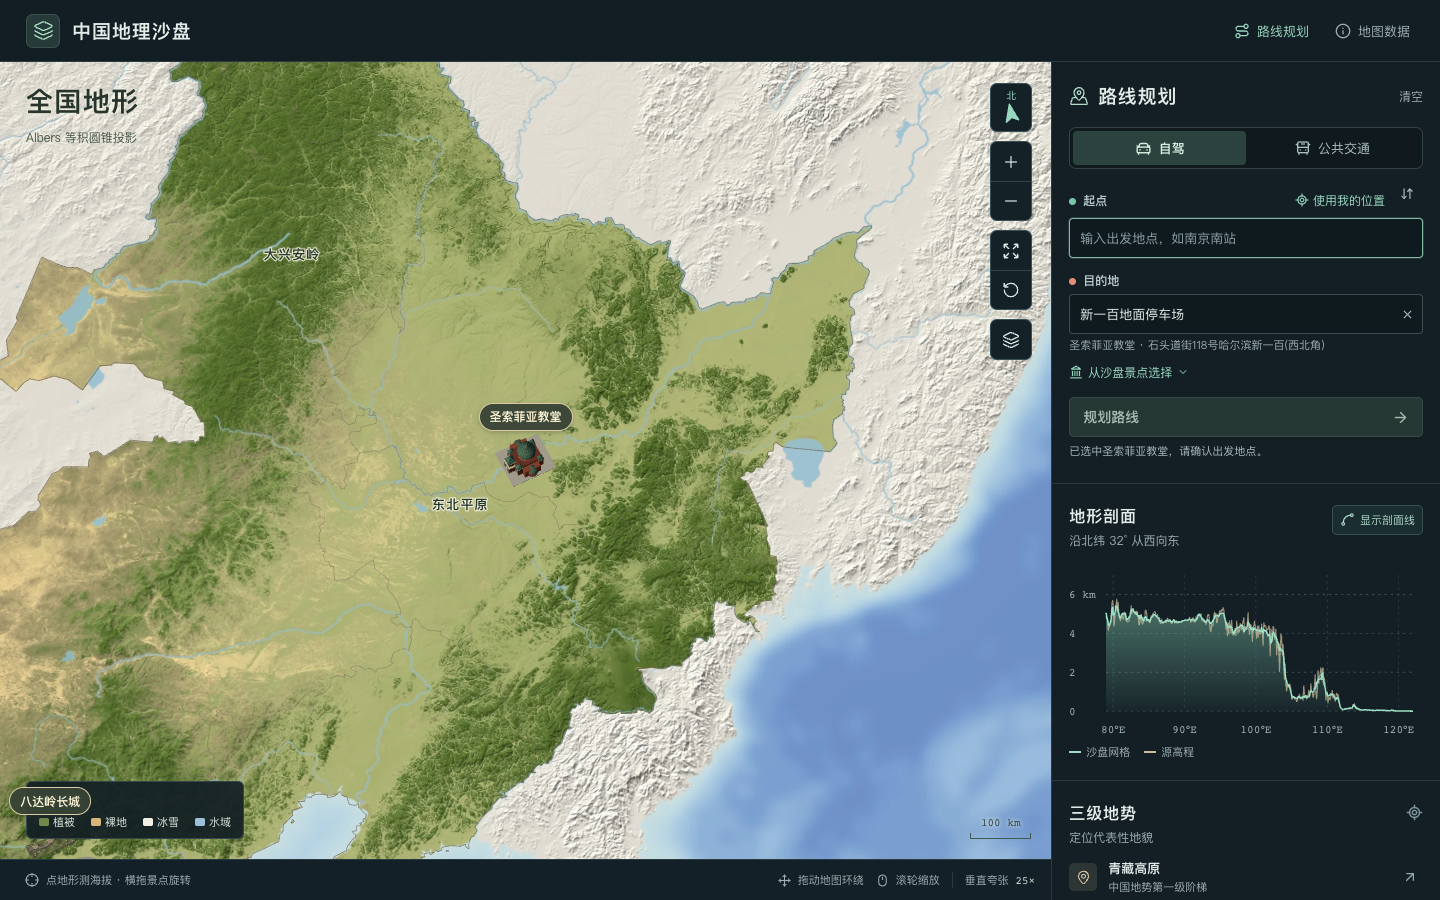 中国地理沙盘
路线规划
地图数据
全国地形
Albers 等积圆锥投影
北
大兴安岭
圣索菲亚教堂
东北平原
八达岭长城
植被
裸地
冰雪
水域
100 km
点地形测海拔 · 横拖景点旋转
拖动地图环绕
滚轮缩放
垂直夸张 25×
路线规划
清空
自驾
公共交通
起点
使用我的位置
输入出发地点，如南京南站
目的地
新一百地面停车场
圣索菲亚教堂 · 石头道街118号哈尔滨新一百(西北角)
从沙盘景点选择
规划路线
已选中圣索菲亚教堂，请确认出发地点。
地形剖面
显示剖面线
沿北纬 32° 从西向东
6 km
4
2
0
80°E 90°E 100°E 110°E 120°E
沙盘网格
源高程
三级地势
定位代表性地貌
青藏高原
中国地势第一级阶梯